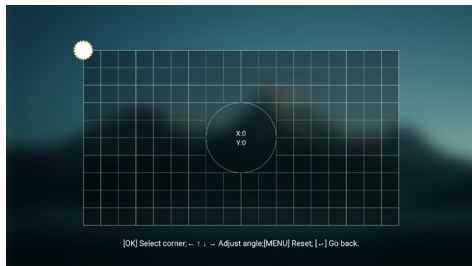 X:0
Y:0
[OK] Select corner;← ↑ ↓ → Adjust angle;[MENU] Reset; [↩] Go back.